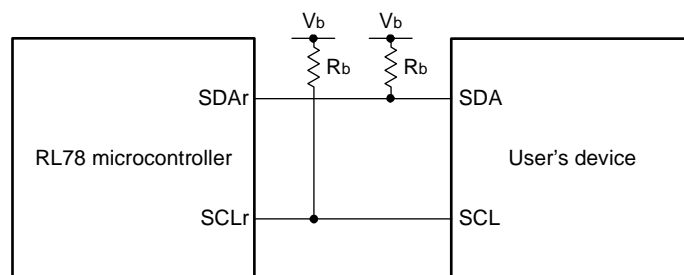 Vb Vb
Rb Rb
SDAr SDA
RL78 microcontroller User's device
SCLr SCL